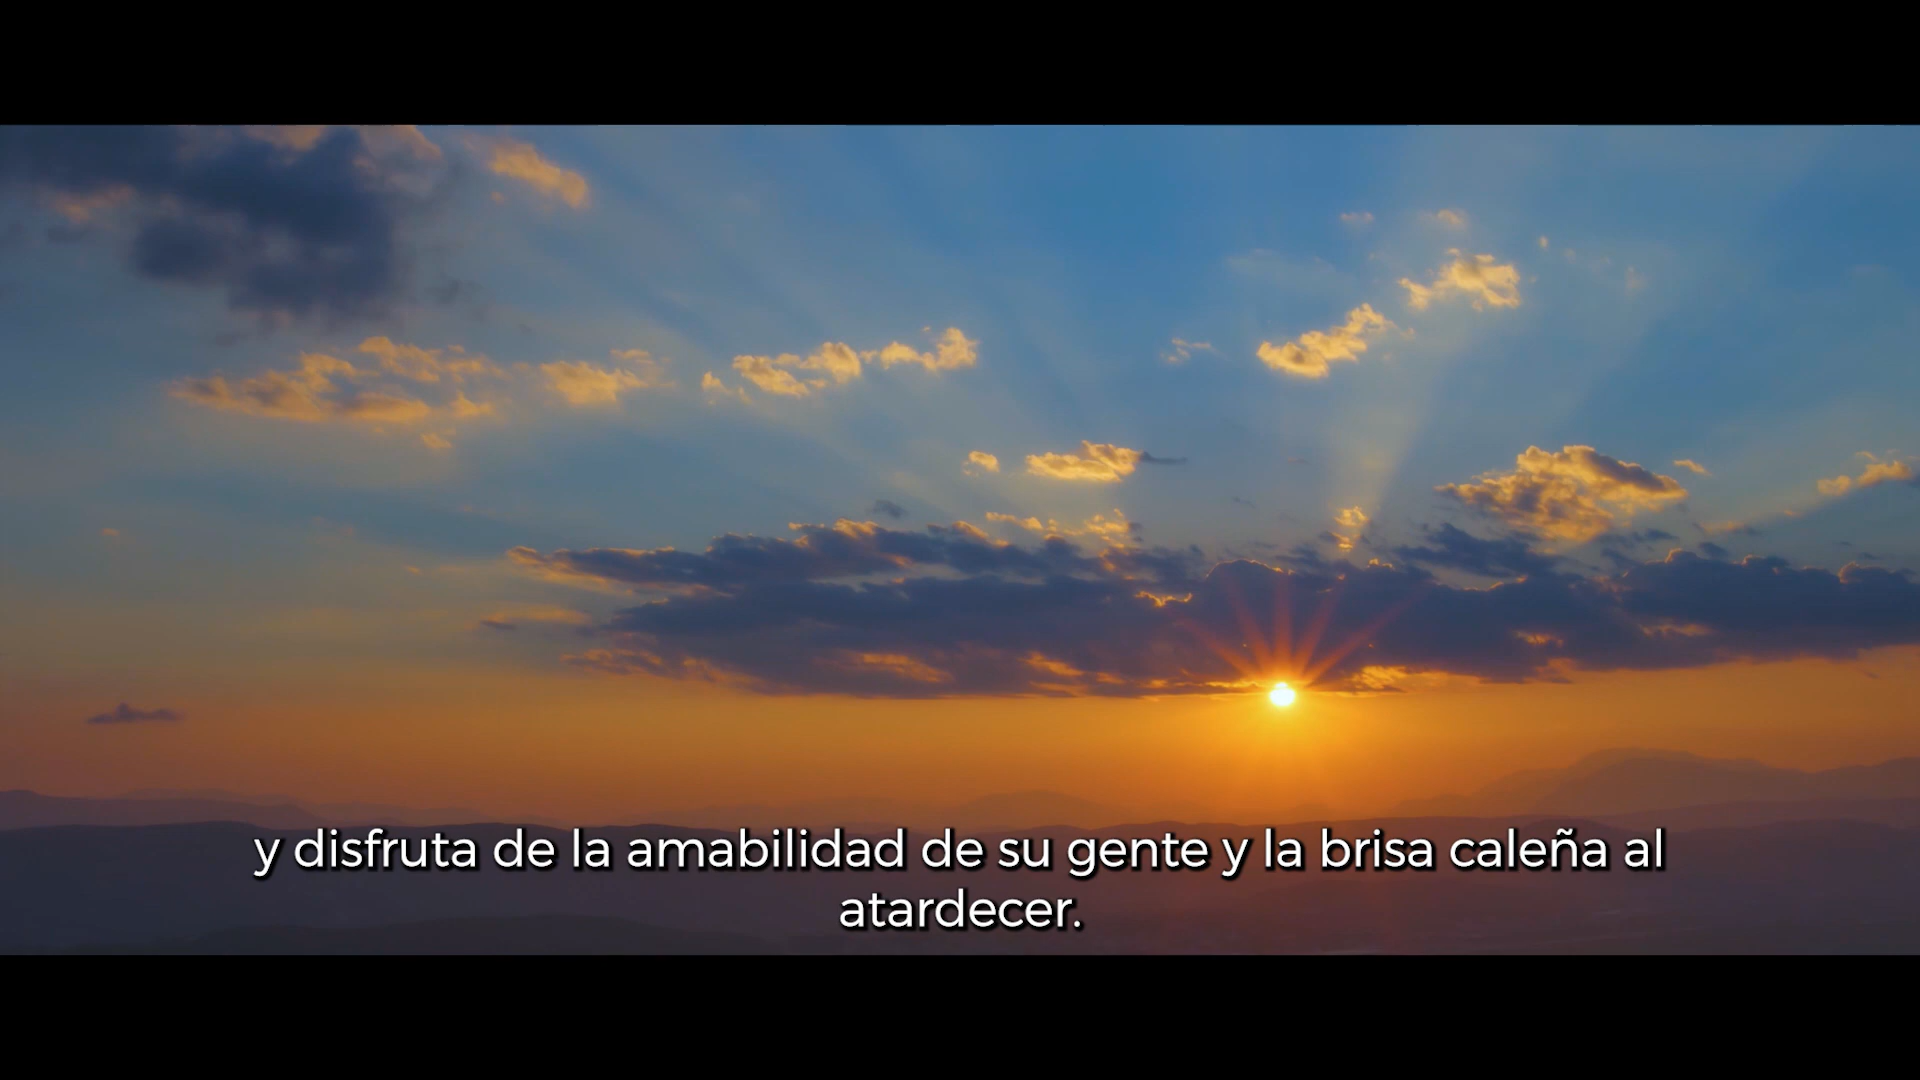 y disfruta de la amabilidad de su gente y la brisa caleña al
atardecer.